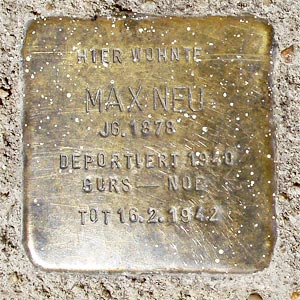 HIER WOHNTE
MAX NEU
JG. 1878
DEPORTIERT 1940
GURS — NOE
TOT 16.2.1942